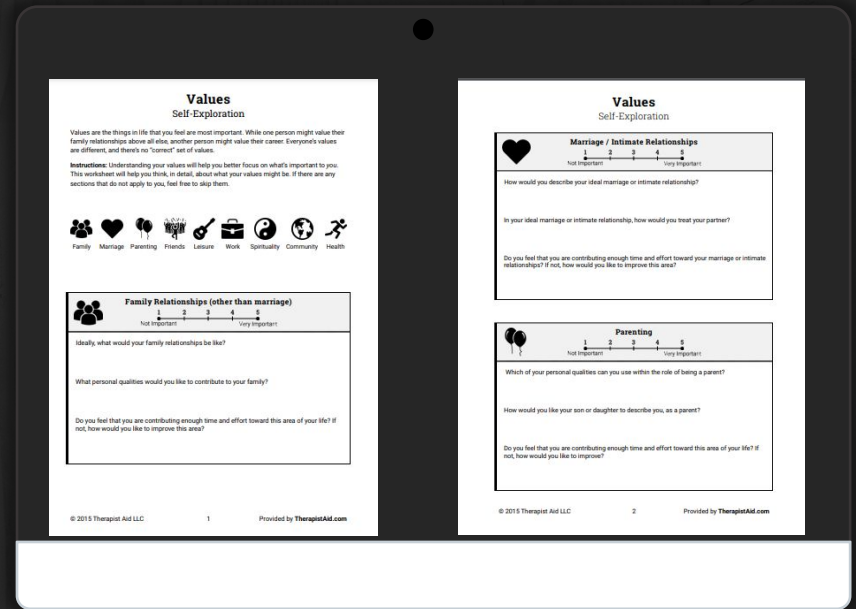 Values
Self-Exploration
Values are the things in life that you feel are most important. While one person might value their
family relationships above all else, another person might value their career. Everyone's values
are different, and there's no "correct" set of values.
Instructions: Understanding your values will help you better focus on what's important to you.
This worksheet will help you think, in detail, about what your values might be. If there are any
sections that do not apply to you, feel free to skip them.
Family Marriage Parenting Friends Leisure Work Spirituality Community Health
Family Relationships (other than marriage)
1 2 3 4 5
Not Important Very Important
Ideally, what would your family relationships be like?
What personal qualities would you like to contribute to your family?
Do you feel that you are contributing enough time and effort toward this area of your life? If
not, how would you like to improve this area?
© 2015 Therapist Aid LLC 1 Provided by TherapistAid.com
Values
Self-Exploration
Marriage / Intimate Relationships
1 2 3 4 5
Not Important Very Important
How would you describe your ideal marriage or intimate relationship?
In your ideal marriage or intimate relationship, how would you treat your partner?
Do you feel that you are contributing enough time and effort toward your marriage or intimate
relationships? If not, how would you like to improve this area?
Parenting
1 2 3 4 5
Not Important Very Important
Which of your personal qualities can you use within the role of being a parent?
How would you like your son or daughter to describe you, as a parent?
Do you feel that you are contributing enough time and effort toward this area of your life? If
not, how would you like to improve?
© 2015 Therapist Aid LLC 2 Provided by TherapistAid.com